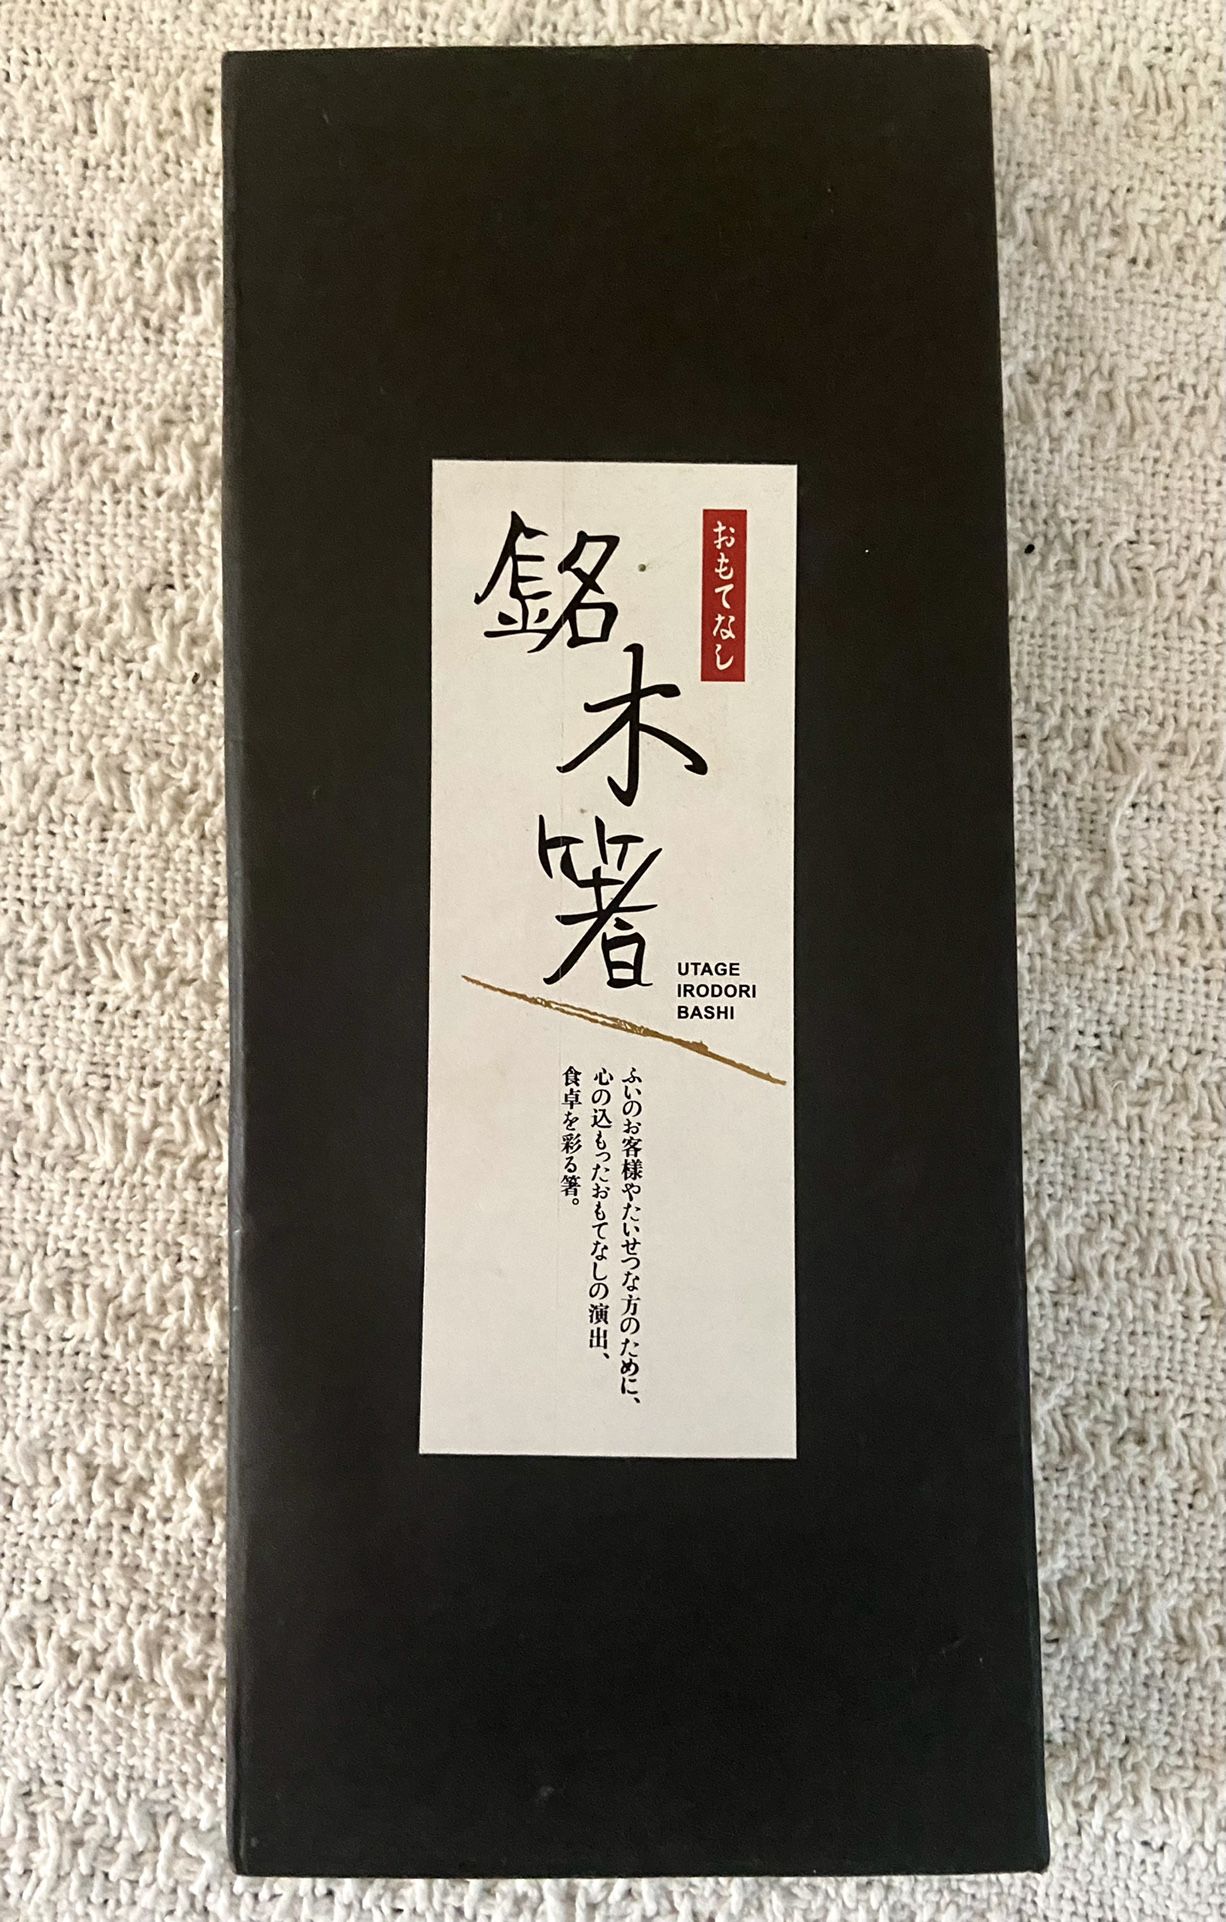 おもてなし
銘木箸
UTAGE
IRODORI
BASHI
ふいのお客様やたいせつな方のために、
心の込もったおもてなしの演出、
食卓を彩る箸。